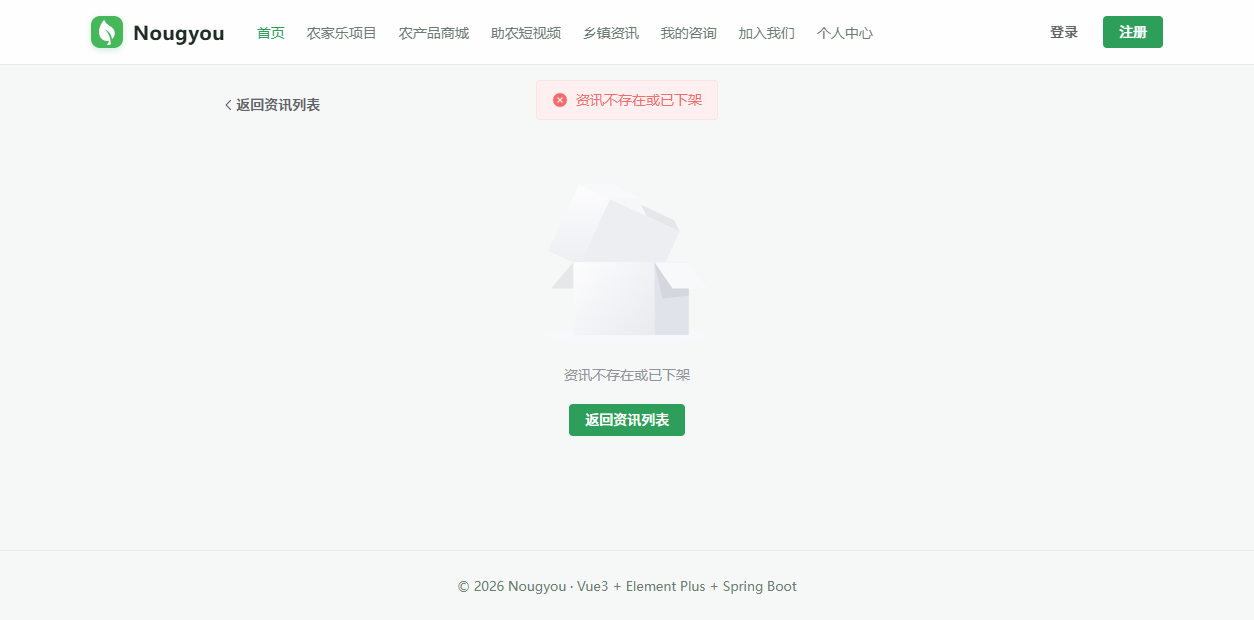 Nougyou 首页 农家乐项目 农产品商城 助农短视频 乡镇资讯 我的咨询 加入我们 个人中心 登录 注册
返回资讯列表
资讯不存在或已下架
资讯不存在或已下架
返回资讯列表
© 2026 Nougyou · Vue3 + Element Plus + Spring Boot